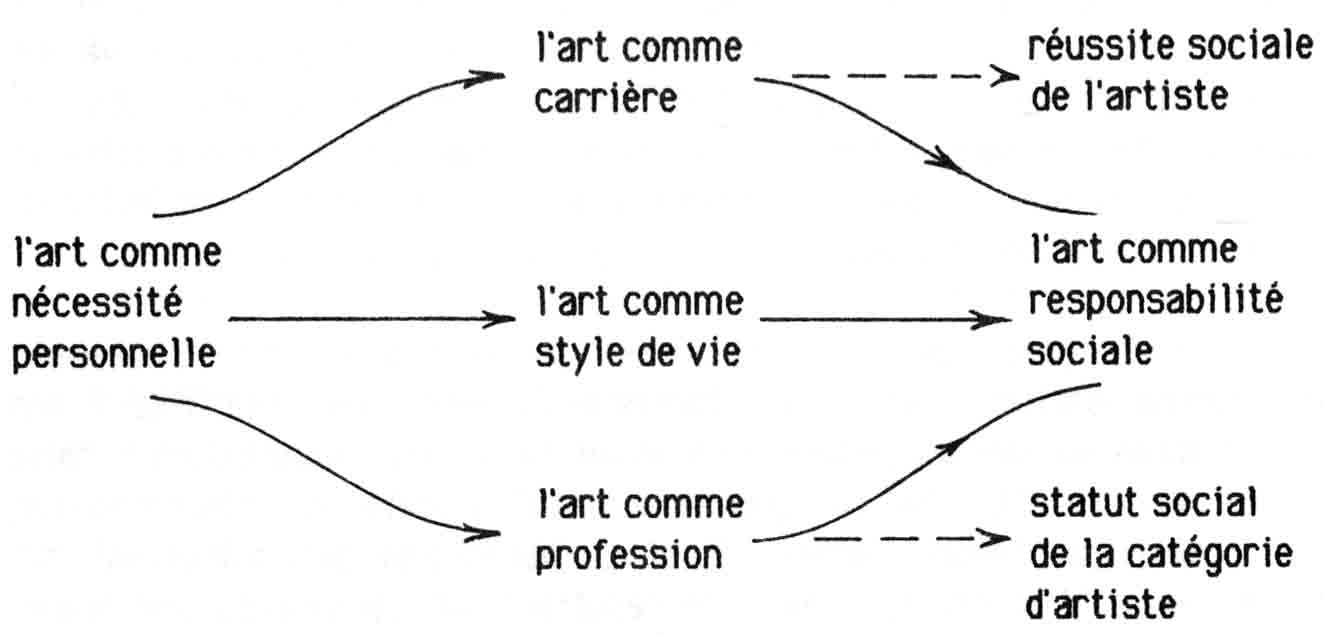 l'art comme
carrière
réussite sociale
de l'artiste
l'art comme
nécessité
personnelle
l'art comme
style de vie
l'art comme
responsabilité
sociale
l'art comme
profession
statut social
de la catégorie
d'artiste